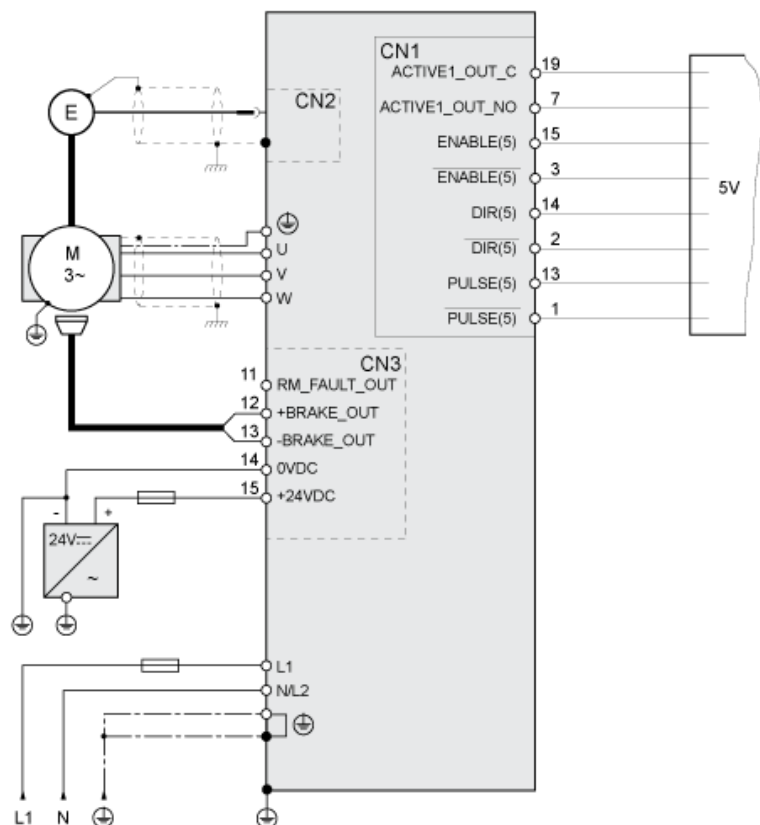 CN1
ACTIVE1_OUT_C 19
ACTIVE1_OUT_NO 7
ENABLE(5) 15
ENABLE(5) 3
DIR(5) 14
DIR(5) 2
PULSE(5) 13
PULSE(5) 1
5V
CN2
E
M
3~
U
V
W
CN3
11 RM_FAULT_OUT
12 +BRAKE_OUT
13 -BRAKE_OUT
14 0VDC
15 +24VDC
- +
24V
~
L1
N/L2
L1 N